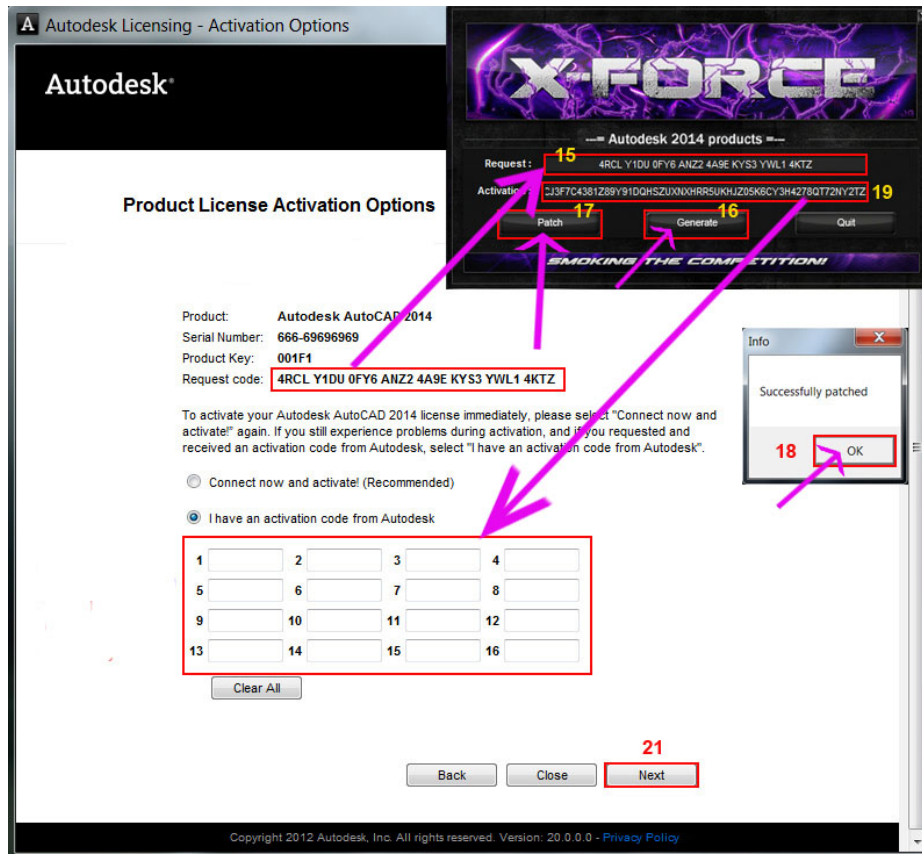 Autodesk Licensing - Activation Options
Autodesk
X-FORCE
---= Autodesk 2014 products =---
Request : 15 4RCL Y1DU 0FY6 ANZ2 4A9E KYS3 YWL1 4KTZ
19
Patch 17 Generate 16 Quit
SMOKING THE COMPETITION!
Product License Activation Options
Product: Autodesk AutoCAD 2014
Serial Number: 666-69696969
Product Key: 001F1
Request code: 4RCL Y1DU 0FY6 ANZ2 4A9E KYS3 YWL1 4KTZ
To activate your Autodesk AutoCAD 2014 license immediately, please select "Connect now and
activate!" again. If you still experience problems during activation, and if you requested and
received an activation code from Autodesk, select "I have an activation code from Autodesk".
Info
X
Successfully patched
18 OK
Connect now and activate! (Recommended)
I have an activation code from Autodesk
1 2 3 4
5 6 7 8
9 10 11 12
13 14 15 16
Clear All
21
Back Close Next
Copyright 2012 Autodesk, Inc. All rights reserved. Version: 20.0.0.0 - Privacy Policy